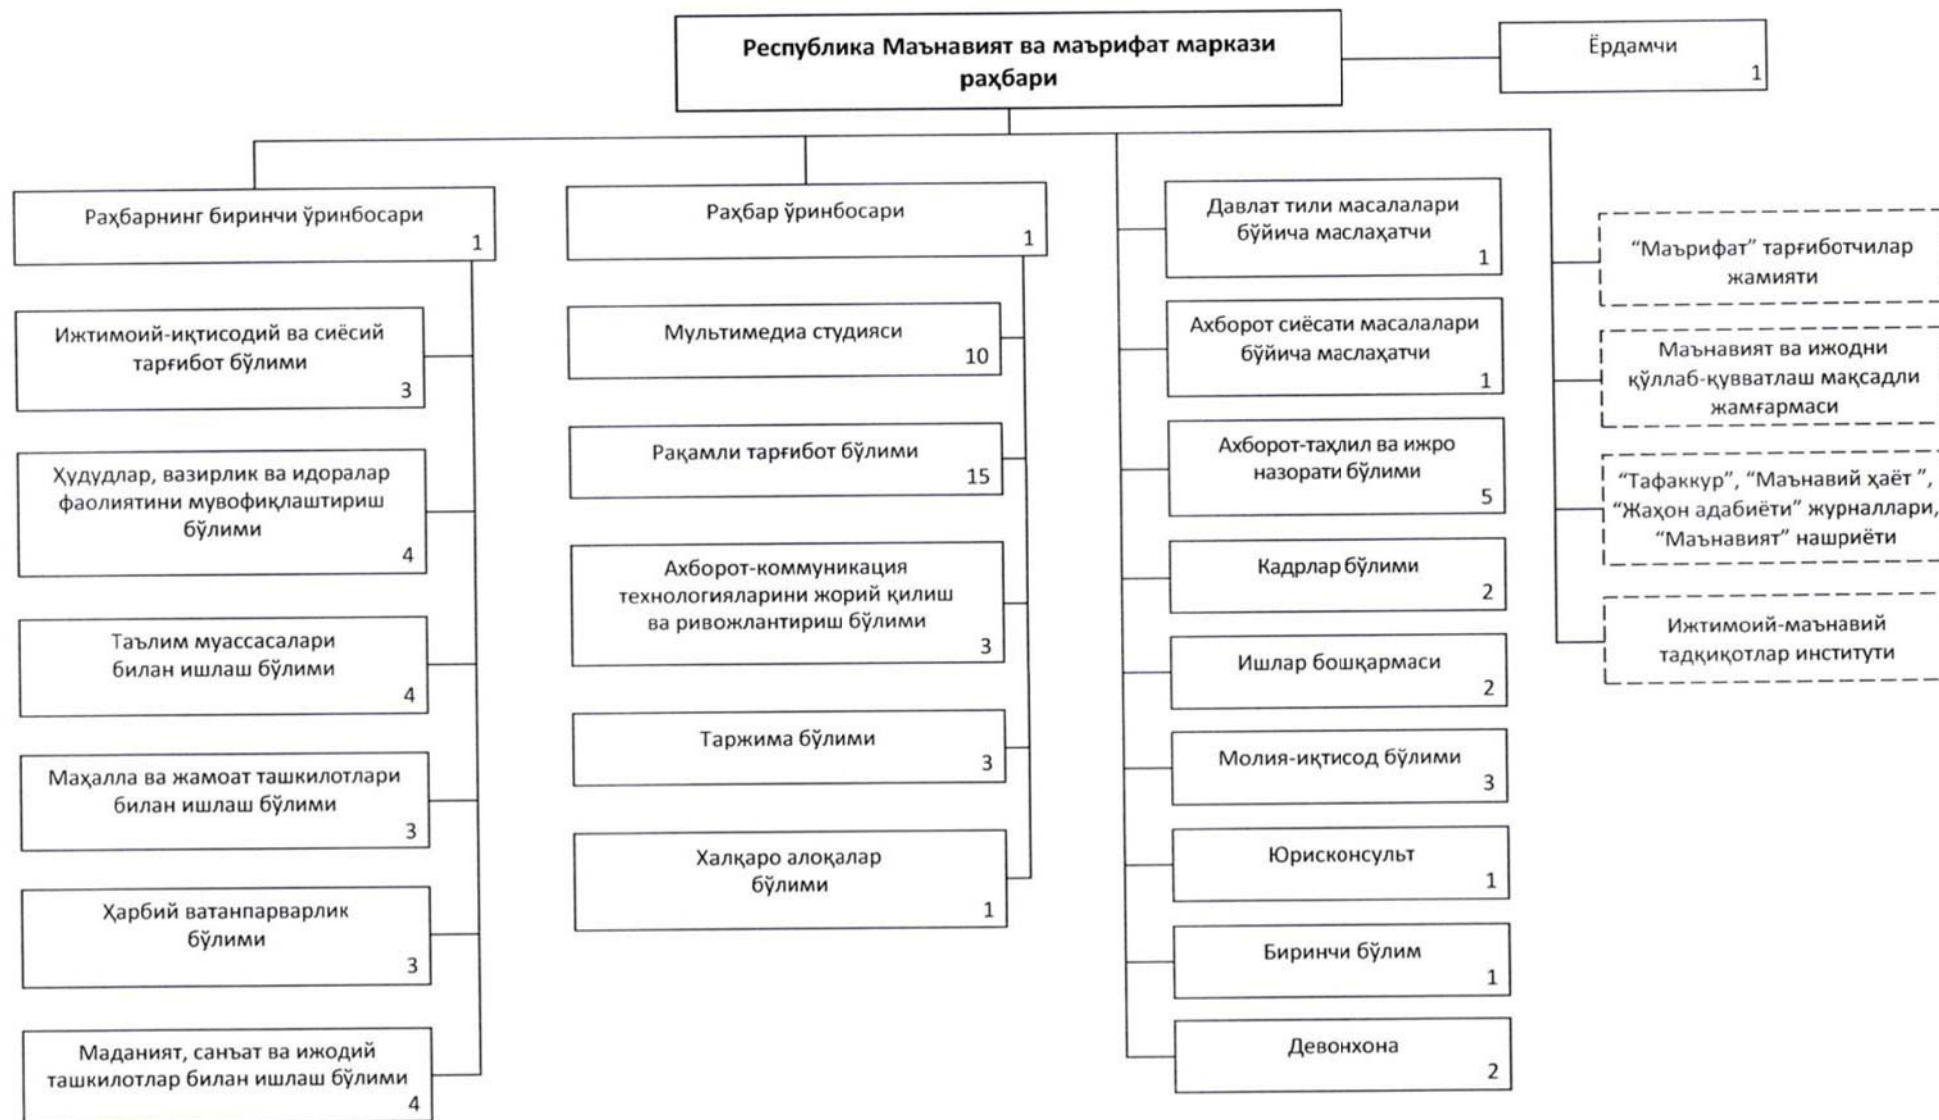 Республика Маънавият ва маърифат маркази
раҳбари
Ёрдамчи
1
Раҳбарнинг биринчи ўринбосари
1
Ижтимоий-иқтисодий ва сиёсий
тарғибот бўлими
3
Ҳудудлар, вазирлик ва идоралар
фаолиятини мувофиқлаштириш
бўлими
4
Таълим муассасалари
билан ишлаш бўлими
4
Маҳалла ва жамоат ташкилотлари
билан ишлаш бўлими
3
Ҳарбий ватанпарварлик
бўлими
3
Маданият, санъат ва ижодий
ташкилотлар билан ишлаш бўлими
4
Раҳбар ўринбосари
1
Мультимедиа студияси
10
Рақамли тарғибот бўлими
15
Ахборот-коммуникация
технологияларини жорий қилиш
ва ривожлантириш бўлими
3
Таржима бўлими
3
Халқаро алоқалар
бўлими
1
Давлат тили масалалари
бўйича маслаҳатчи
1
Ахборот сиёсати масалалари
бўйича маслаҳатчи
1
Ахборот-таҳлил ва ижро
назорати бўлими
5
Кадрлар бўлими
2
Ишлар бошқармаси
2
Молия-иқтисод бўлими
3
Юрисконсульт
1
Биринчи бўлим
1
Девонхона
2
“Маърифат” тарғиботчилар
жамияти
Маънавият ва ижодни
қўллаб-қувватлаш мақсадли
жамғармаси
“Тафаккур”, “Маънавий ҳаёт ”,
“Жаҳон адабиёти” журналлари,
“Маънавият” нашриёти
Ижтимоий-маънавий
тадқиқотлар институти